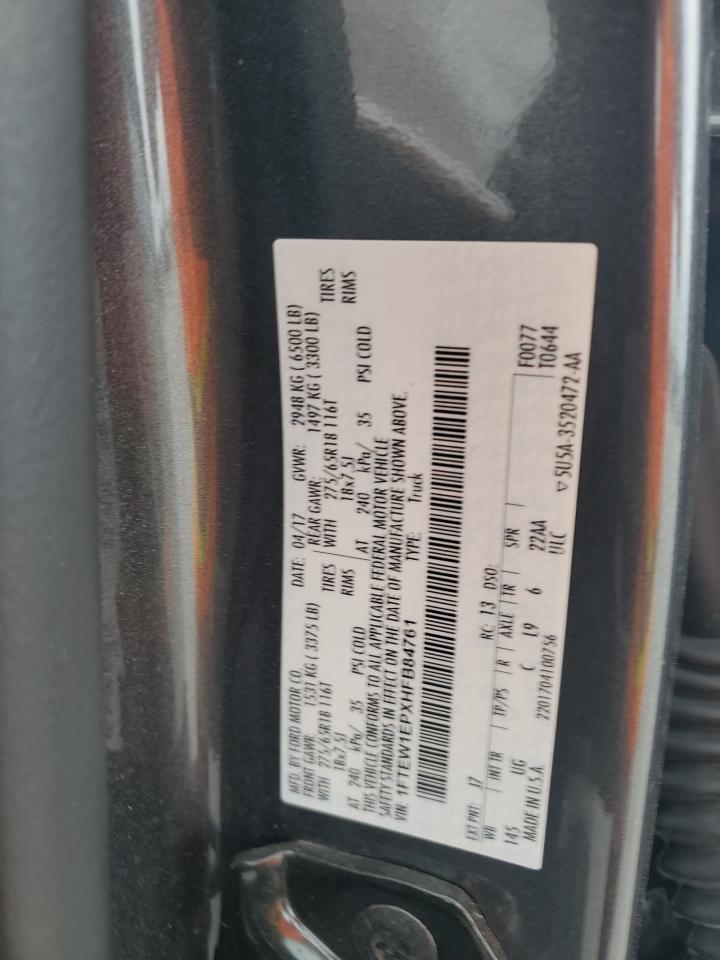 MFD. BY FORD MOTOR CO. DATE: 04/17 GVWR: 2948 KG ( 6500 LB)
FRONT GAWR: 1531 KG ( 3375 LB) REAR GAWR: 1497 KG ( 3300 LB)
WITH 275/65R18 116T TIRES WITH 275/65R18 116T TIRES
18x7.5J RIMS 18x7.5J RIMS
AT 240 kPa/ 35 PSI COLD AT 240 kPa/ 35 PSI COLD
THIS VEHICLE CONFORMS TO ALL APPLICABLE FEDERAL MOTOR VEHICLE
SAFETY STANDARDS IN EFFECT ON THE DATE OF MANUFACTURE SHOWN ABOVE.
VIN: 1FTEW1EPXHFB84761 TYPE: Truck
EXT PNT: J7 RC: 13 DSO: F0077
WB INT TR TP/PS R AXLE TR SPR T0644
145 UG C L9 6 22AA
MADE IN U.S.A. 2201704100756 ULC ▽5U5A-3520472-AA